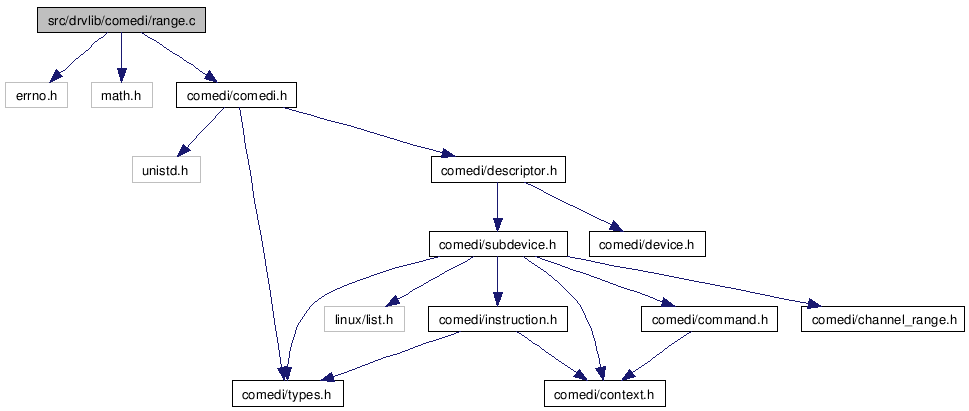 src/drvlib/comedi/range.c
errno.h
math.h
comedi/comedi.h
unistd.h
comedi/descriptor.h
comedi/subdevice.h
comedi/device.h
linux/list.h
comedi/instruction.h
comedi/command.h
comedi/channel_range.h
comedi/types.h
comedi/context.h